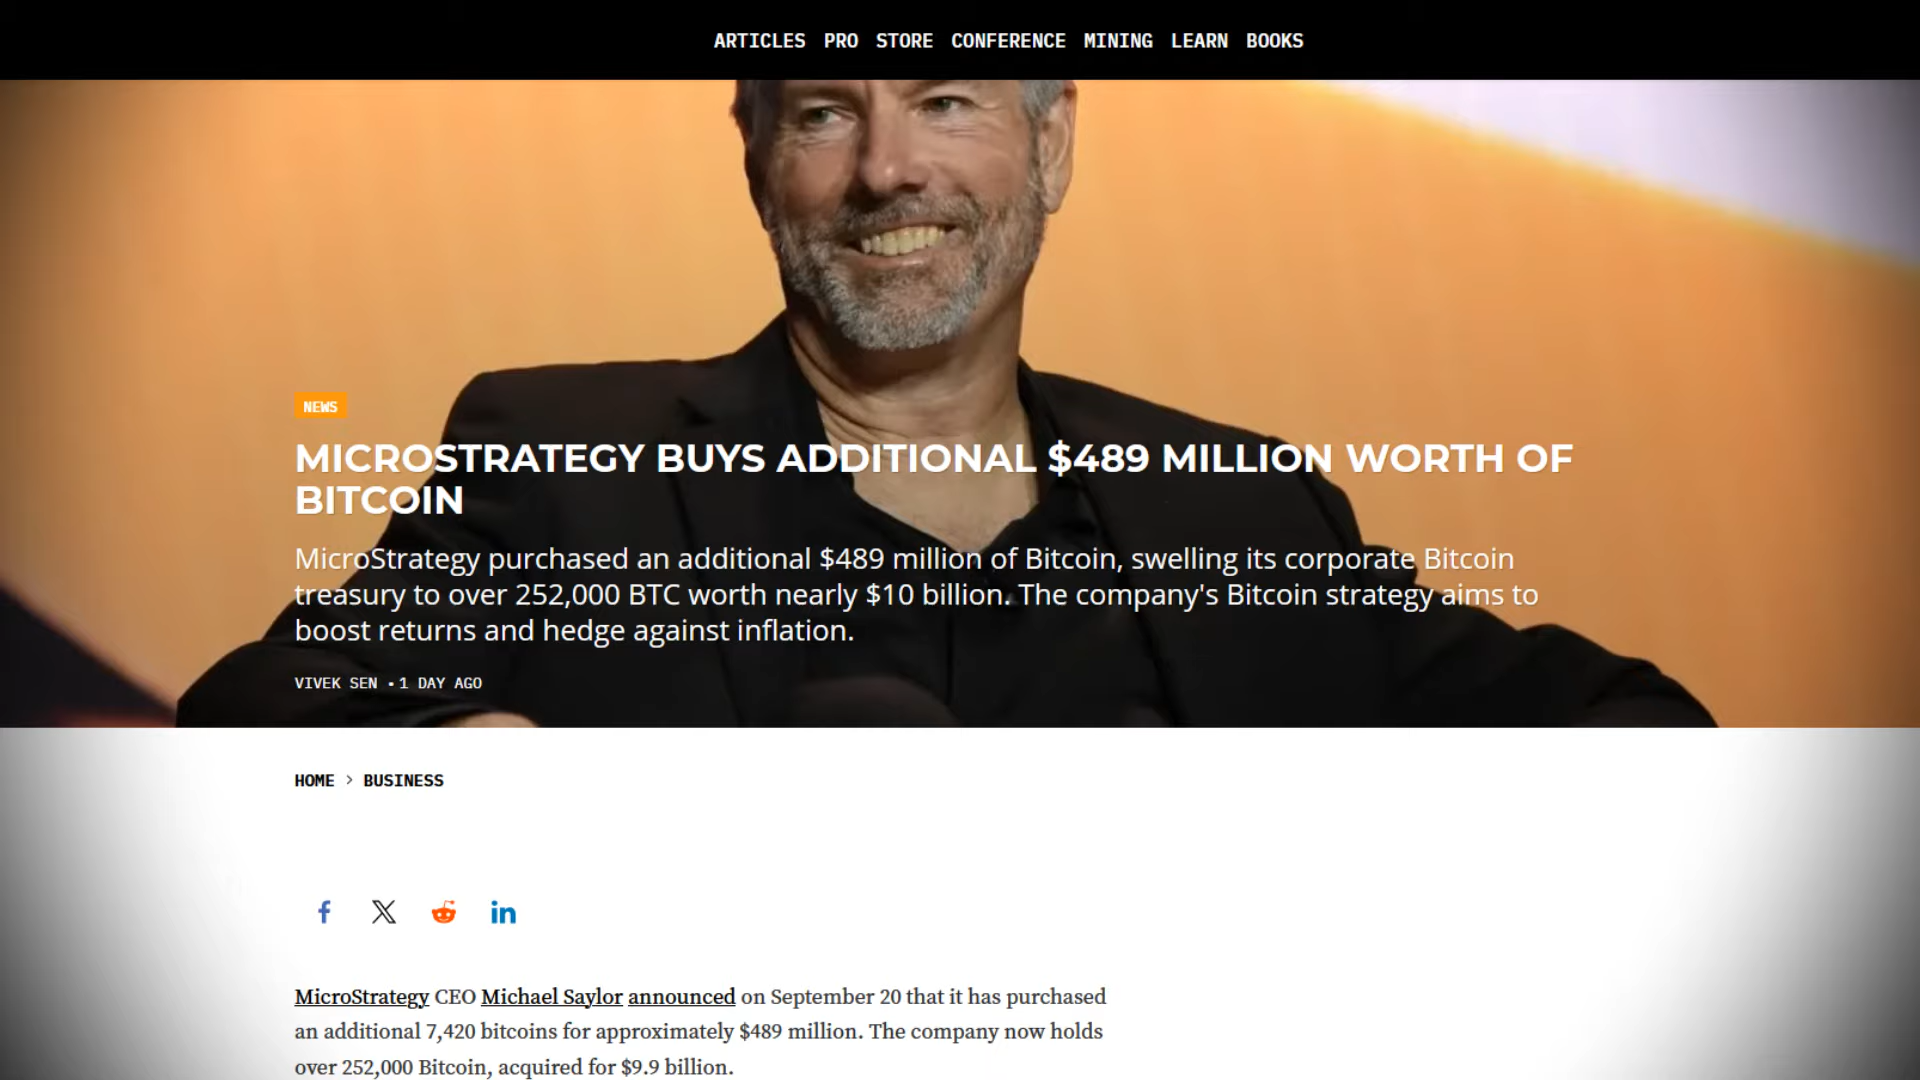 ARTICLES PRO STORE CONFERENCE MINING LEARN BOOKS
NEWS
MICROSTRATEGY BUYS ADDITIONAL $489 MILLION WORTH OF
BITCOIN
MicroStrategy purchased an additional $489 million of Bitcoin, swelling its corporate Bitcoin
treasury to over 252,000 BTC worth nearly $10 billion. The company's Bitcoin strategy aims to
boost returns and hedge against inflation.
VIVEK SEN • 1 DAY AGO
HOME > BUSINESS
MicroStrategy CEO Michael Saylor announced on September 20 that it has purchased
an additional 7,420 bitcoins for approximately $489 million. The company now holds
over 252,000 Bitcoin, acquired for $9.9 billion.